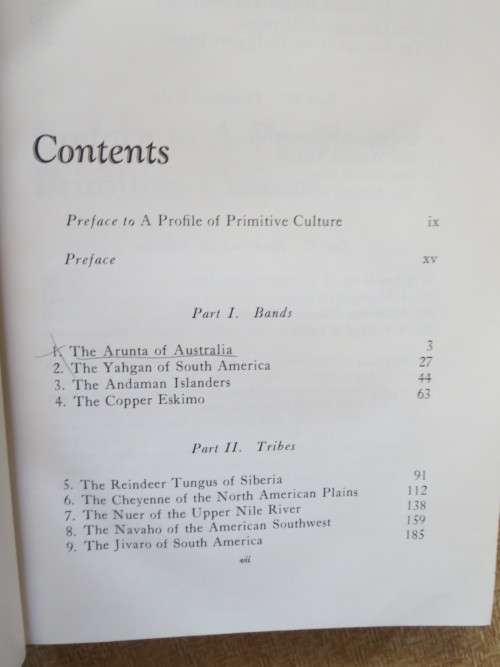 Contents
Preface to A Profile of Primitive Culture ix
Preface xv
Part I. Bands
1. The Arunta of Australia 3
2. The Yahgan of South America 27
3. The Andaman Islanders 44
4. The Copper Eskimo 63
Part II. Tribes
5. The Reindeer Tungus of Siberia 91
6. The Cheyenne of the North American Plains 112
7. The Nuer of the Upper Nile River 138
8. The Navaho of the American Southwest 159
9. The Jivaro of South America 185
vii